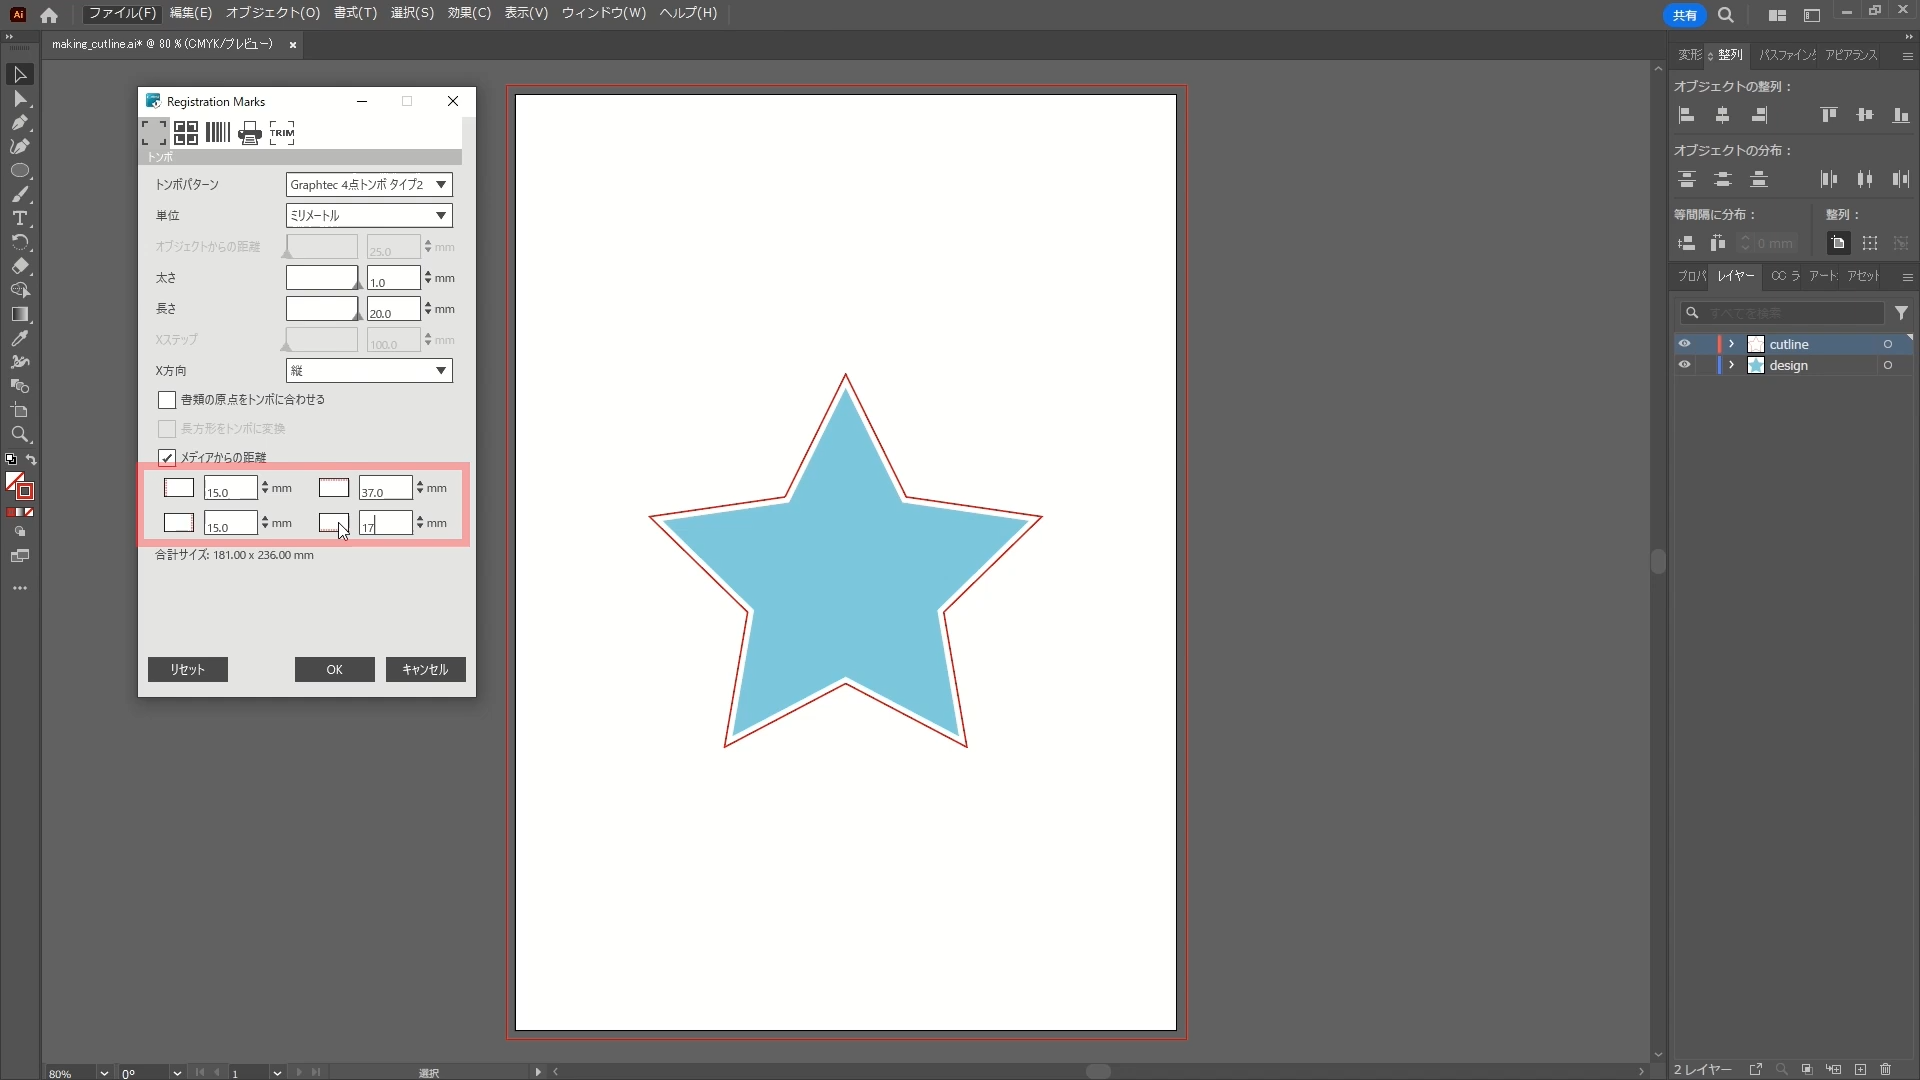 Ai ファイル(F) 編集(E) オブジェクト(O) 書式(T) 選択(S) 効果(C) 表示(V) ウィンドウ(W) ヘルプ(H) 共有
making_cutline.ai* @ 80 % (CMYK/プレビュー)
Registration Marks
TRIM
トンボ
トンボパターン Graphtec 4点トンボ タイプ2
単位 ミリメートル
オブジェクトからの距離 25.0 mm
太さ 1.0 mm
長さ 20.0 mm
Xステップ 100.0 mm
X方向 縦
書類の原点をトンボに合わせる
長方形をトンボに変換
メディアからの距離
15.0 mm 37.0 mm
15.0 mm 17 mm
合計サイズ: 181.00 x 236.00 mm
リセット OK キャンセル
変形 整列 パスファイン アピアランス
オブジェクトの整列：
オブジェクトの分布：
等間隔に分布： 整列：
0 mm
プロパ レイヤー CC ラ アート アセット
すべてを検索
cutline
design
80% 0° 1 選択 2 レイヤー